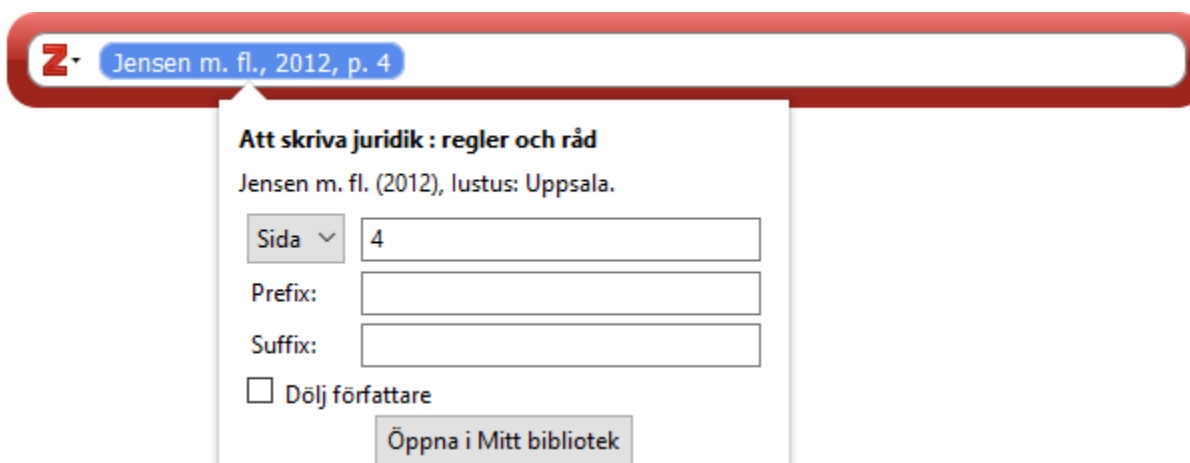 Z Jensen m. fl., 2012, p. 4
Att skriva juridik : regler och råd
Jensen m. fl. (2012), Iustus: Uppsala.
Sida 4
Prefix:
Suffix:
Dölj författare
Öppna i Mitt bibliotek